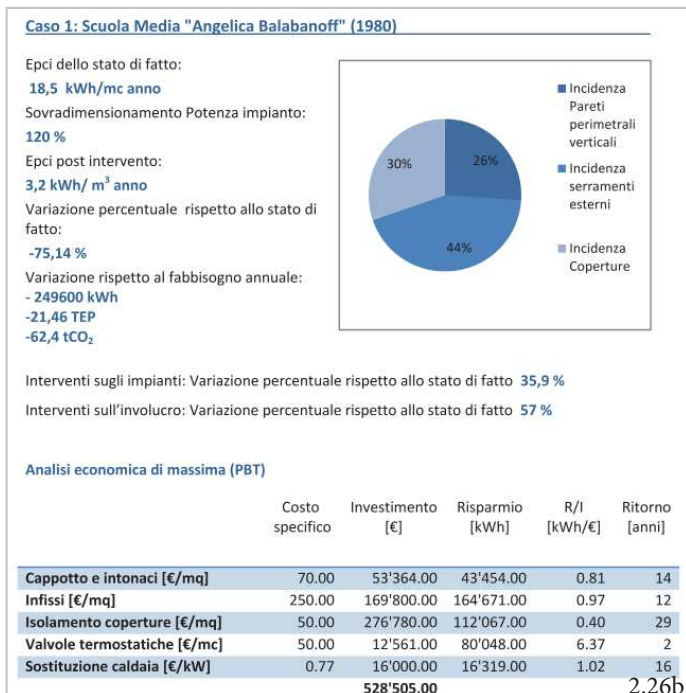 Caso 1: Scuola Media "Angelica Balabanoff" (1980)
Epci dello stato di fatto:
18,5 kWh/mc anno
Sovradimensionamento Potenza impianto:
120 %
Epci post intervento:
3,2 kWh/ m³ anno
Variazione percentuale rispetto allo stato di
fatto:
-75,14 %
Variazione rispetto al fabbisogno annuale:
- 249600 kWh
-21,46 TEP
-62,4 tCO₂
30%
26%
44%
Incidenza
Pareti
perimetrali
verticali
Incidenza
serramenti
esterni
Incidenza
Coperture
Interventi sugli impianti: Variazione percentuale rispetto allo stato di fatto 35,9 %
Interventi sull'involucro: Variazione percentuale rispetto allo stato di fatto 57 %
Analisi economica di massima (PBT)
Costo Investimento Risparmio R/I Ritorno
specifico [€] [kWh] [kWh/€] [anni]
Cappotto e intonaci [€/mq] 70.00 53'364.00 43'454.00 0.81 14
Infissi [€/mq] 250.00 169'800.00 164'671.00 0.97 12
Isolamento coperture [€/mq] 50.00 276'780.00 112'067.00 0.40 29
Valvole termostatiche [€/mc] 50.00 12'561.00 80'048.00 6.37 2
Sostituzione caldaia [€/kW] 0.77 16'000.00 16'319.00 1.02 16
528'505.00
2.26b